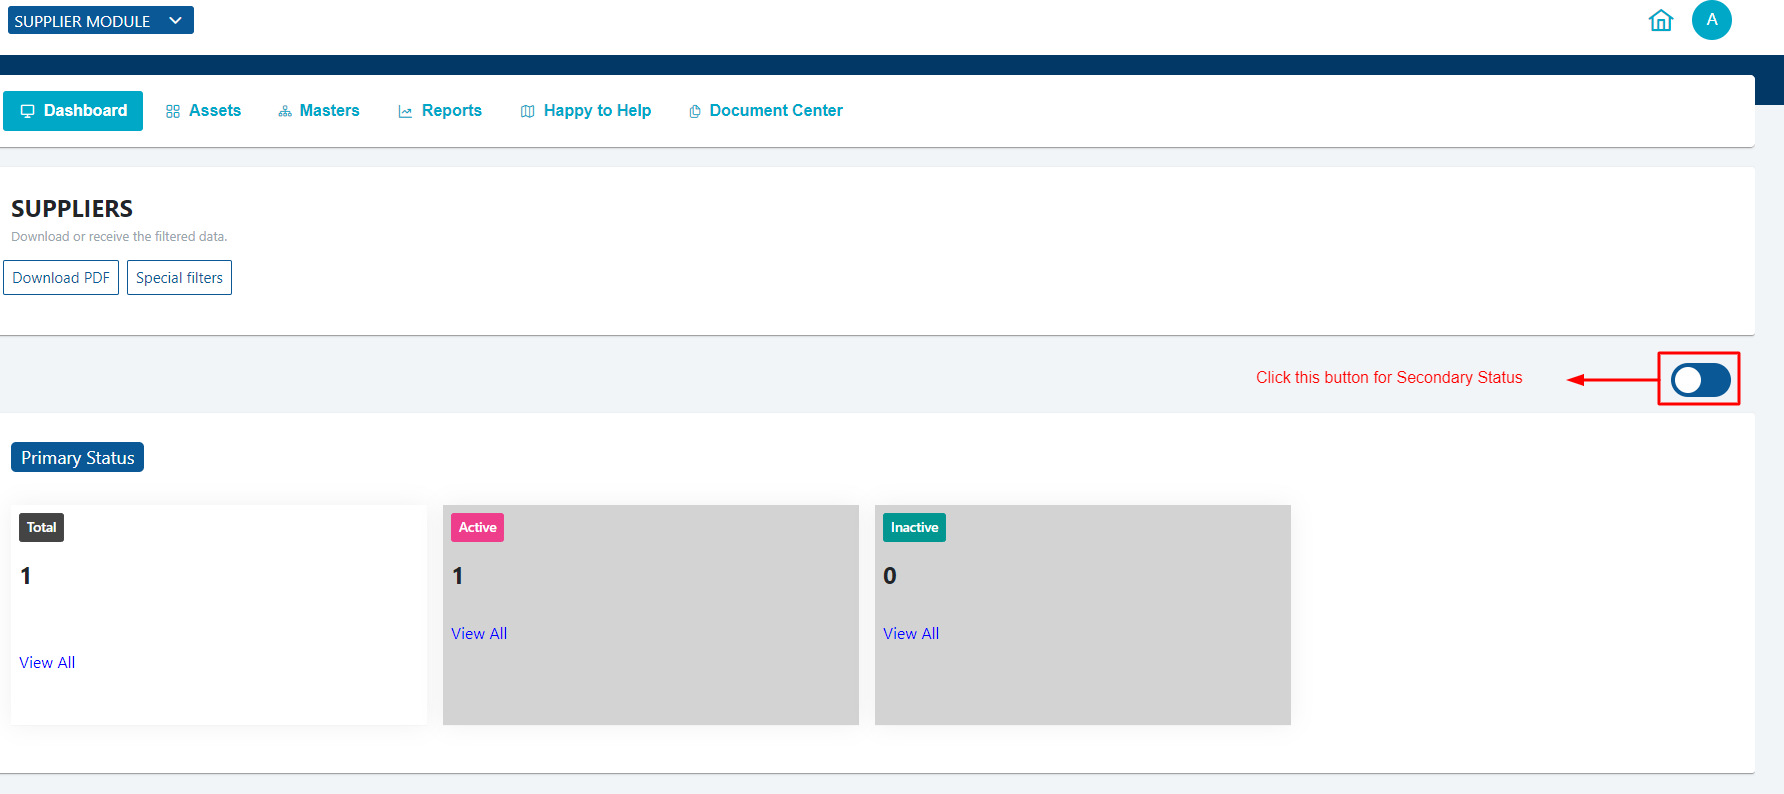 SUPPLIER MODULE
A
Dashboard Assets Masters Reports Happy to Help Document Center
SUPPLIERS
Download or receive the filtered data.
Download PDF Special filters
Click this button for Secondary Status
Primary Status
Total Active Inactive
1 1 0
View All View All
View All